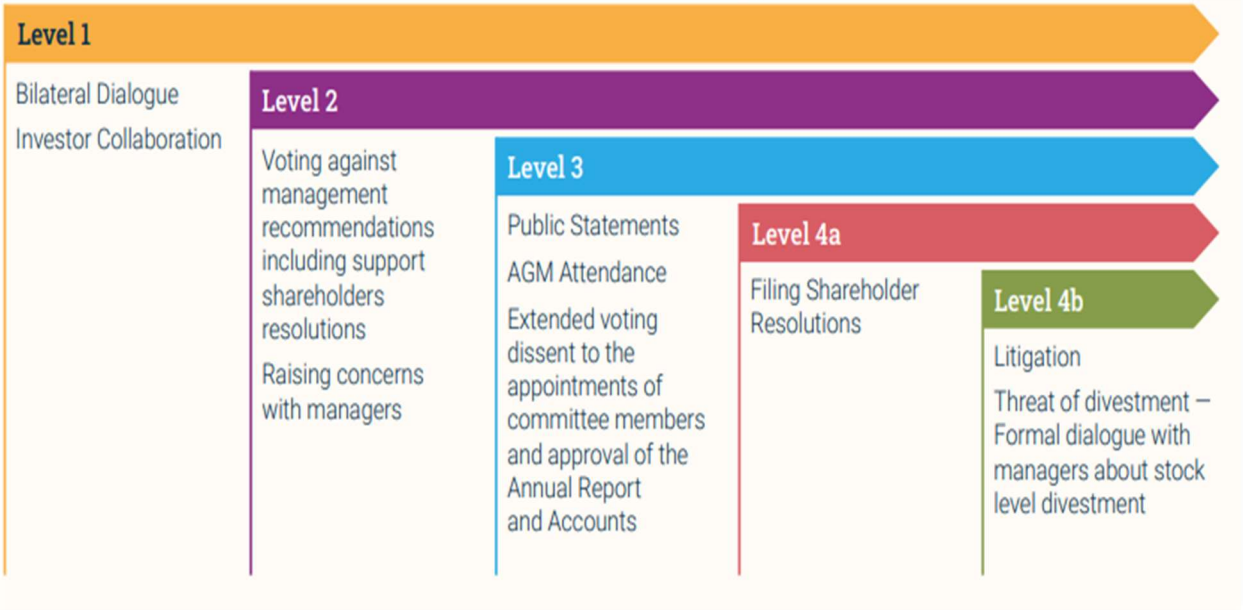 Level 1
Bilateral Dialogue
Investor Collaboration
Level 2
Voting against
management
recommendations
including support
shareholders
resolutions
Raising concerns
with managers
Level 3
Public Statements
AGM Attendance
Extended voting
dissent to the
appointments of
committee members
and approval of the
Annual Report
and Accounts
Level 4a
Filing Shareholder
Resolutions
Level 4b
Litigation
Threat of divestment —
Formal dialogue with
managers about stock
level divestment